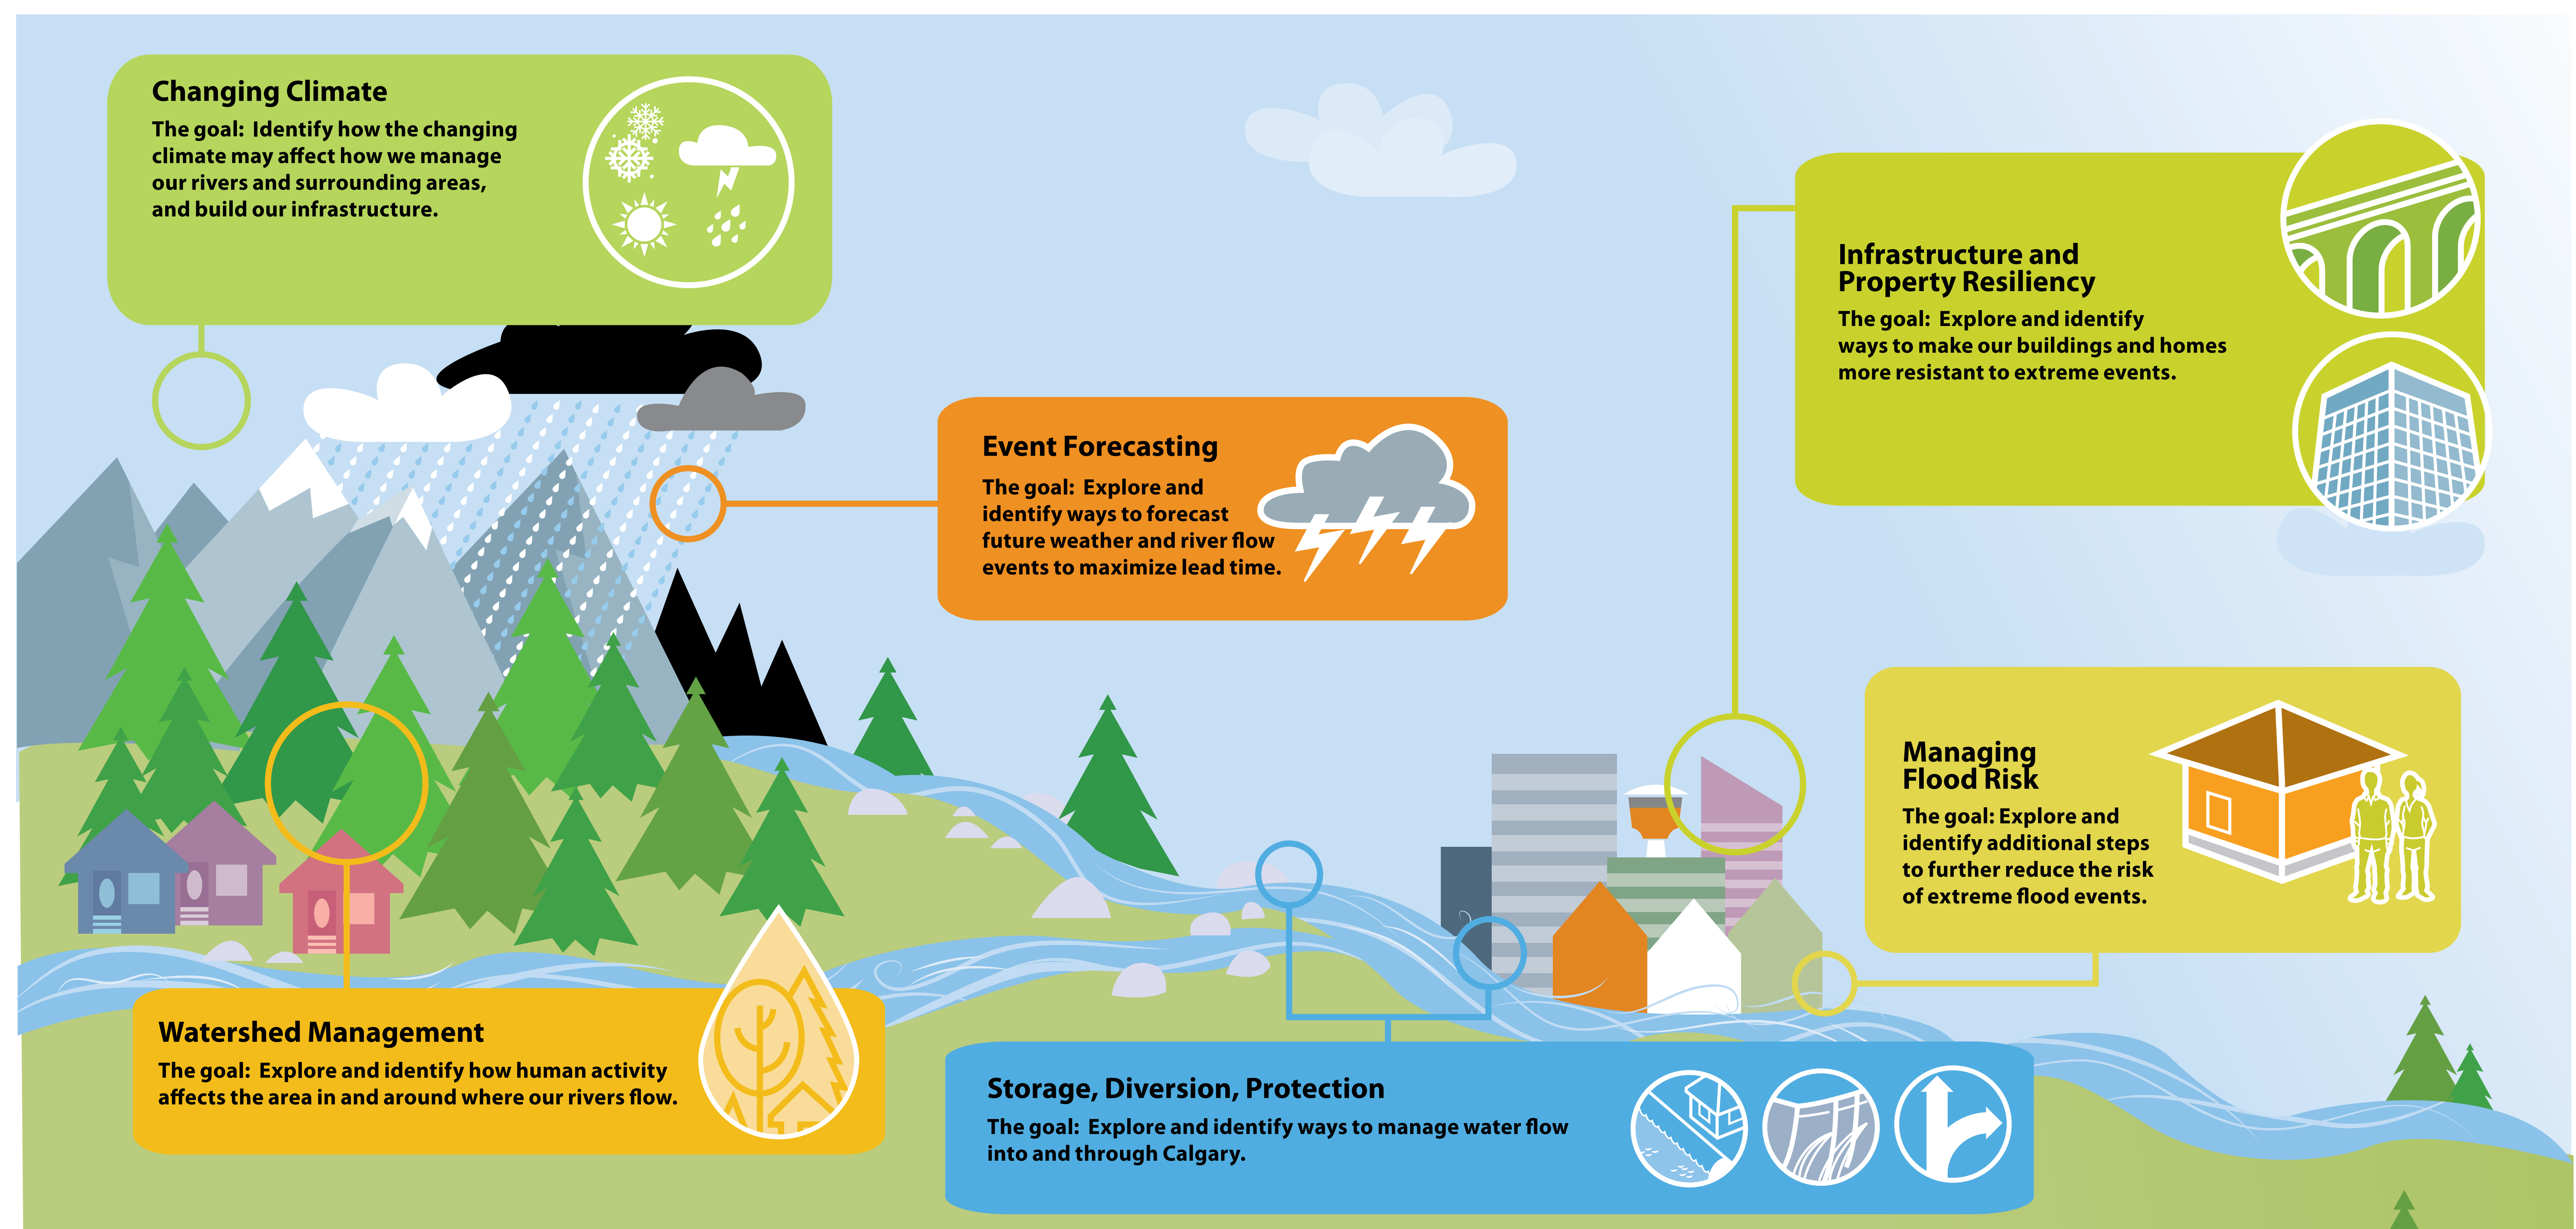 Changing Climate
The goal: Identify how the changing
climate may affect how we manage
our rivers and surrounding areas,
and build our infrastructure.
Infrastructure and
Property Resiliency
The goal: Explore and identify
ways to make our buildings and homes
more resistant to extreme events.
Event Forecasting
The goal: Explore and
identify ways to forecast
future weather and river flow
events to maximize lead time.
Managing
Flood Risk
The goal: Explore and
identify additional steps
to further reduce the risk
of extreme flood events.
Watershed Management
The goal: Explore and identify how human activity
affects the area in and around where our rivers flow.
Storage, Diversion, Protection
The goal: Explore and identify ways to manage water flow
into and through Calgary.